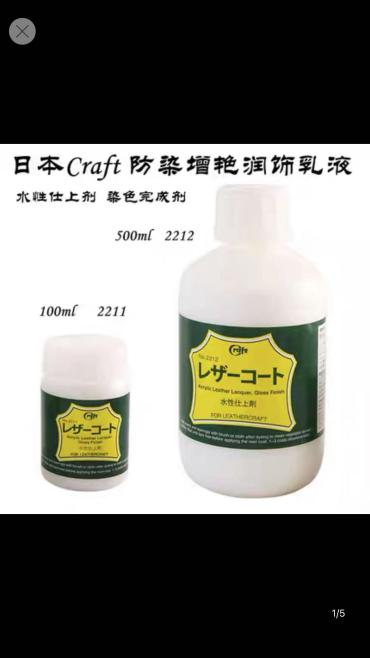 日本Craft 防染增艳润饰乳液
水性仕上剂 染色完成剂
500ml 2212
100ml 2211
Craft
No.2212
レザーコート
Acrylic Leather Lacquer, Gloss Finish
水性仕上剤
FOR LEATHERCRAFT
Craft
レザーコート
Acrylic Leather Lacquer,
Gloss Finish
水性仕上剤
FOR LEATHERCRAFT
1/5